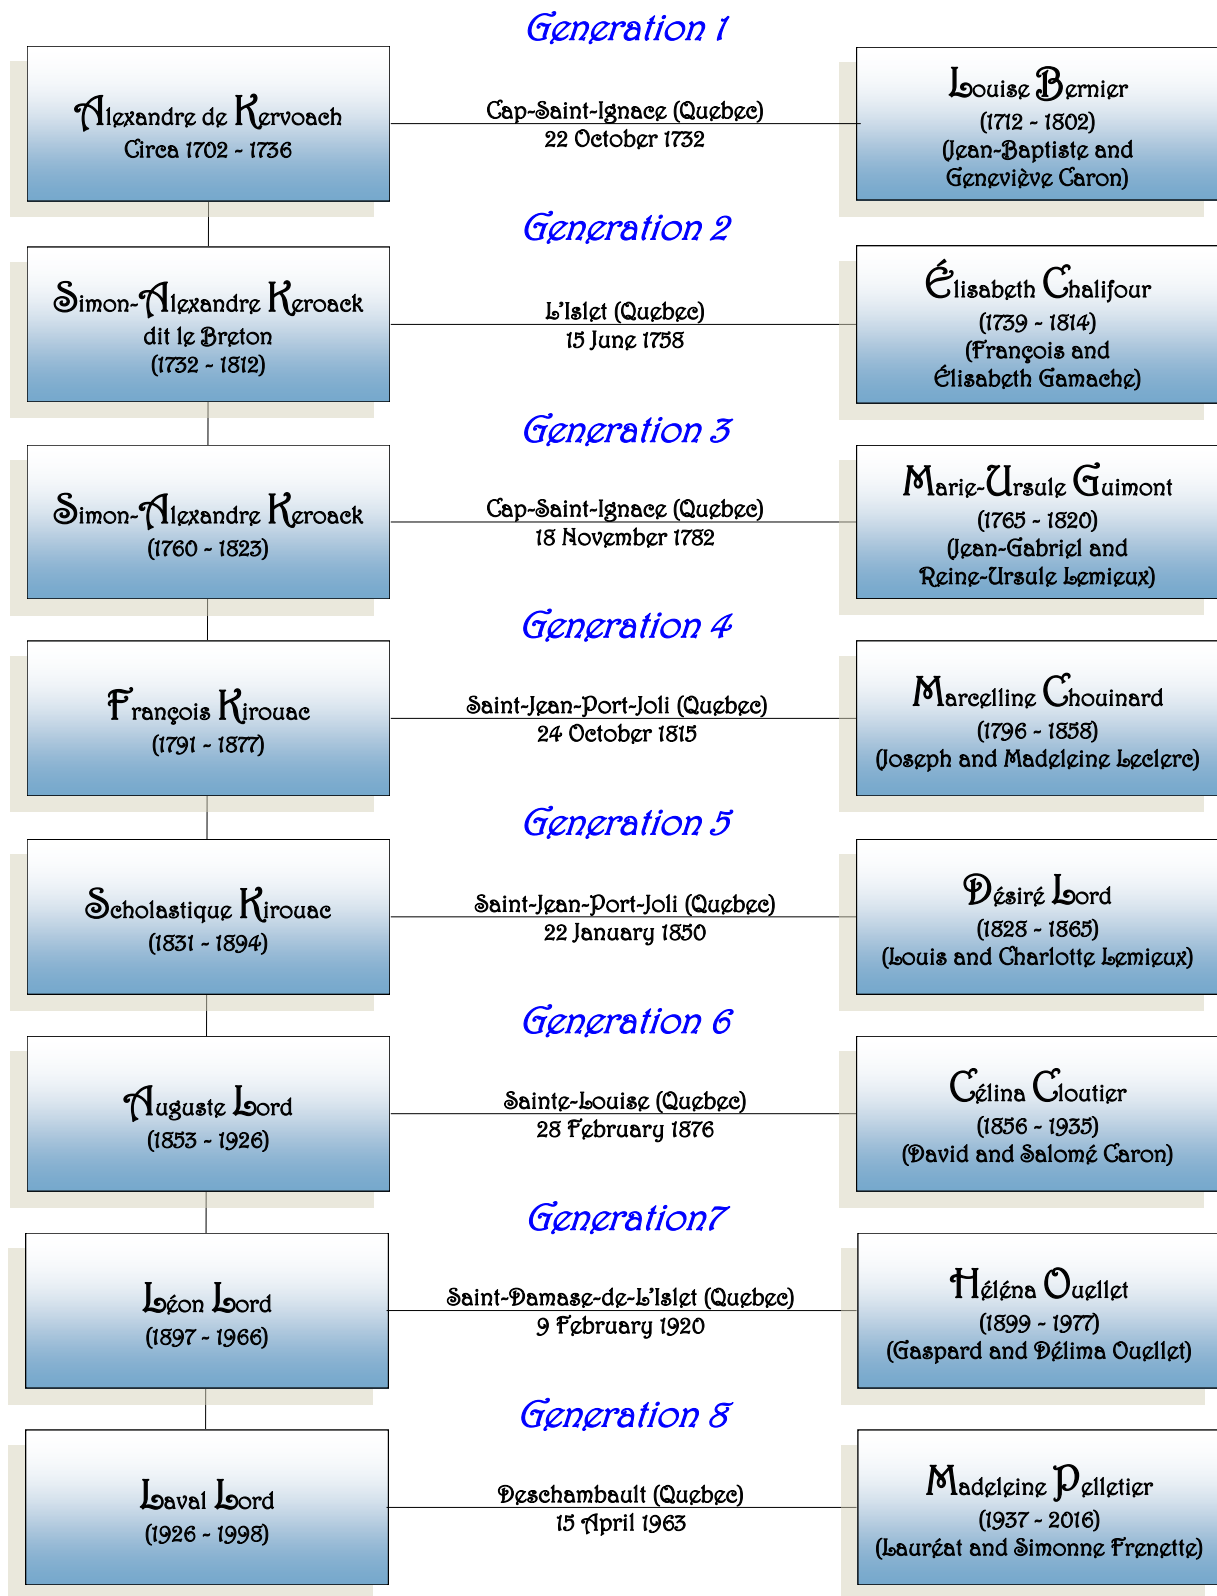 Generation 1
Alexandre de Kervoach
Circa 1702 - 1736
Cap-Saint-Ignace (Quebec)
22 October 1732
Louise Bernier
(1712 - 1802)
(Jean-Baptiste and
Geneviève Caron)
Generation 2
Simon-Alexandre Keroack
dit le Breton
(1732 - 1812)
L'Islet (Quebec)
15 June 1758
Élisabeth Chalifour
(1739 - 1814)
(François and
Élisabeth Gamache)
Generation 3
Simon-Alexandre Keroack
(1760 - 1823)
Cap-Saint-Ignace (Quebec)
18 November 1782
Marie-Ursule Guimont
(1765 - 1820)
(Jean-Gabriel and
Reine-Ursule Lemieux)
Generation 4
François Kirouac
(1791 - 1877)
Saint-Jean-Port-Joli (Quebec)
24 October 1815
Marcelline Chouinard
(1796 - 1858)
(Joseph and Madeleine Leclerc)
Generation 5
Scholastique Kirouac
(1831 - 1894)
Saint-Jean-Port-Joli (Quebec)
22 January 1850
Désiré Lord
(1828 - 1865)
(Louis and Charlotte Lemieux)
Generation 6
Auguste Lord
(1853 - 1926)
Sainte-Louise (Quebec)
28 February 1876
Célina Cloutier
(1856 - 1935)
(David and Salomé Caron)
Generation7
Léon Lord
(1897 - 1966)
Saint-Damase-de-L'Islet (Quebec)
9 February 1920
Héléna Ouellet
(1899 - 1977)
(Gaspard and Délima Ouellet)
Generation 8
Laval Lord
(1926 - 1998)
Deschambault (Quebec)
15 April 1963
Madeleine Pelletier
(1937 - 2016)
(Lauréat and Simonne Frenette)